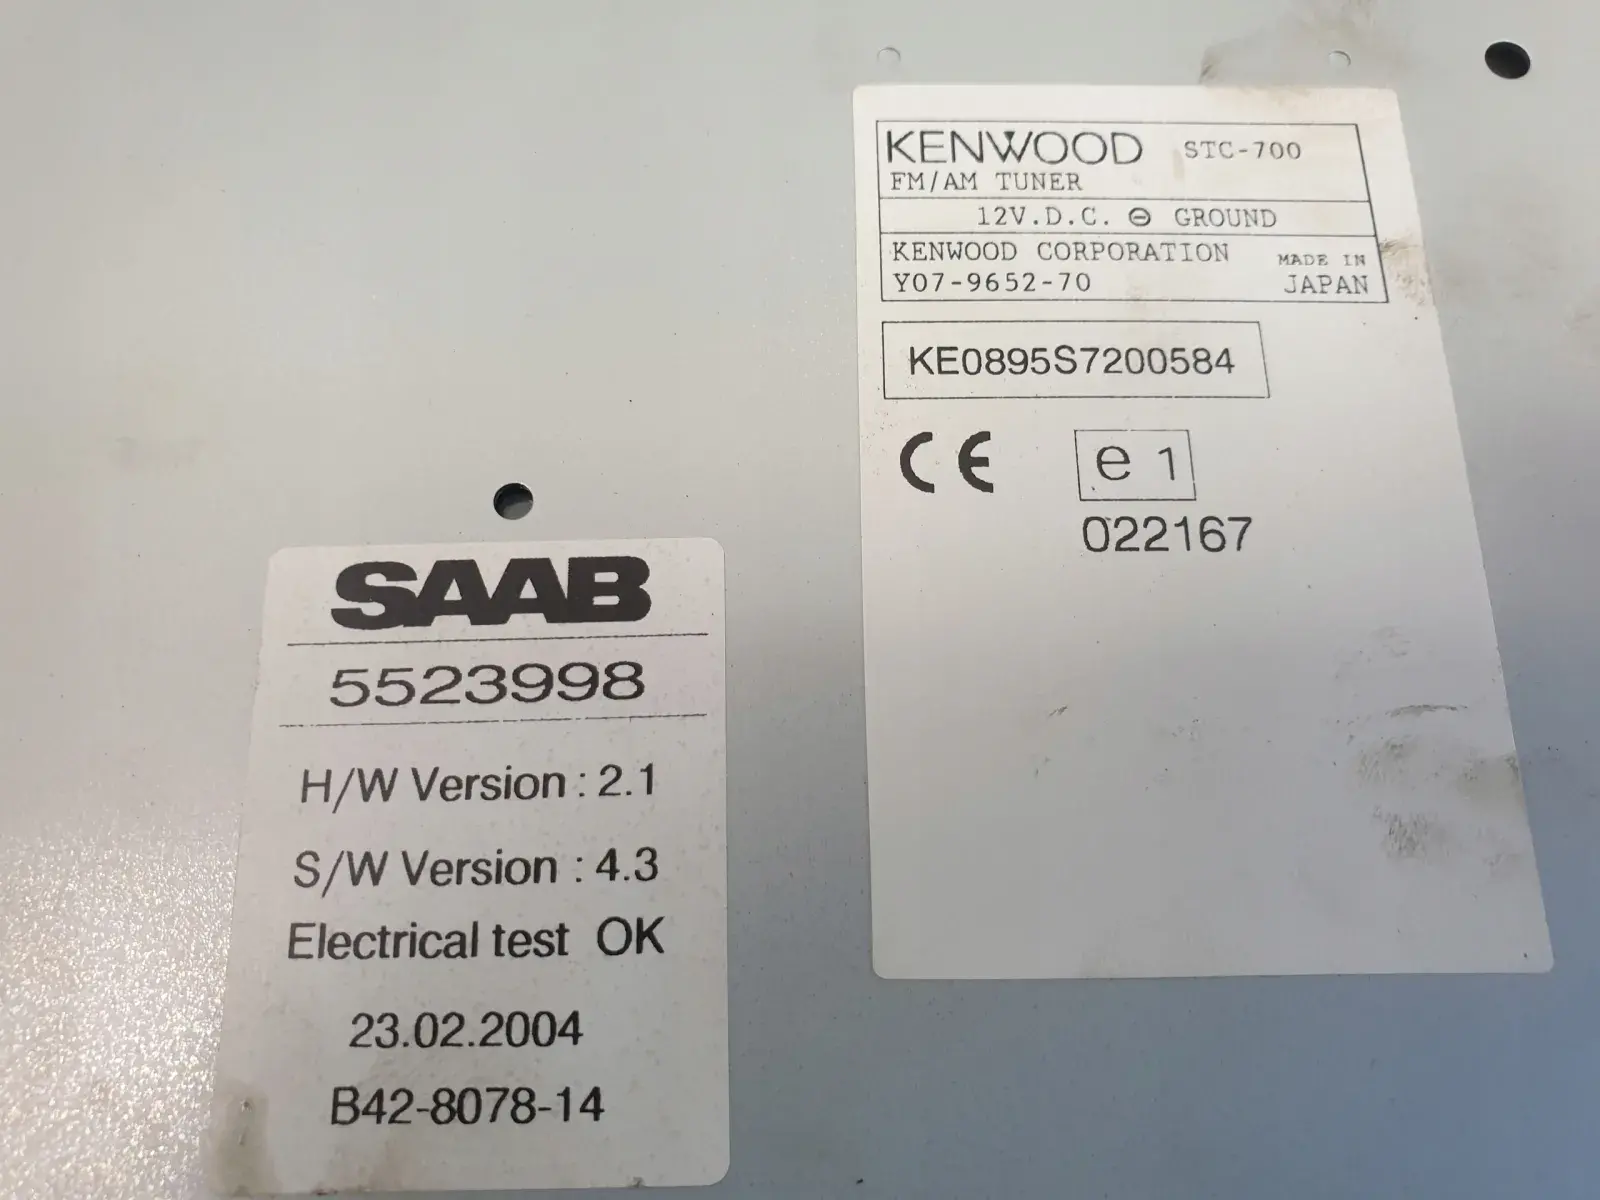 KENWOOD STC-700
FM/AM TUNER
12V.D.C. ⊖ GROUND
KENWOOD CORPORATION MADE IN
Y07-9652-70 JAPAN
KE0895S7200584
CE e1
022167
SAAB
5523998
H/W Version : 2.1
S/W Version : 4.3
Electrical test OK
23.02.2004
B42-8078-14